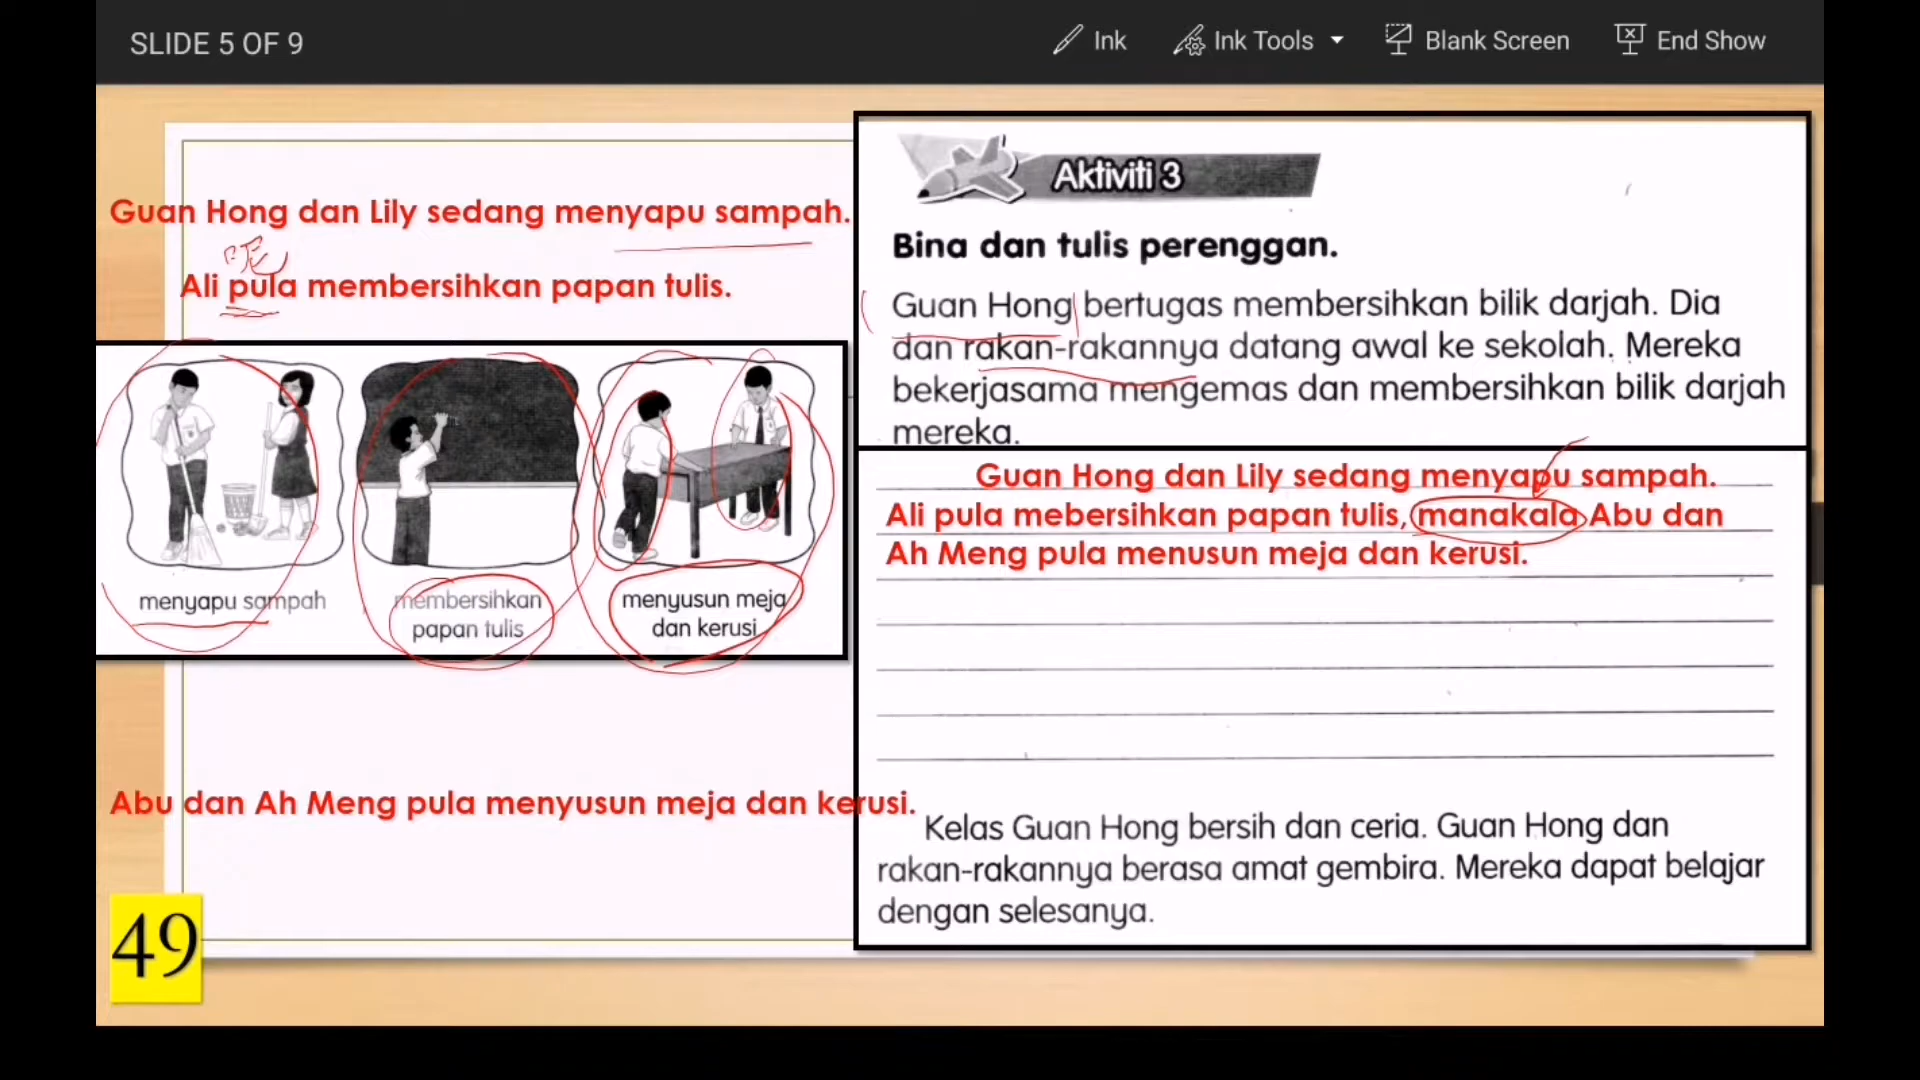 SLIDE 5 OF 9
Ink
Ink Tools
Blank Screen
End Show
Guan Hong dan Lily sedang menyapu sampah.
呢
Ali pula membersihkan papan tulis.
menyapu sampah
membersihkan
papan tulis
menyusun meja
dan kerusi
Abu dan Ah Meng pula menyusun meja dan kerusi.
49
Aktiviti 3
Bina dan tulis perenggan.
Guan Hong bertugas membersihkan bilik darjah. Dia
dan rakan-rakannya datang awal ke sekolah. Mereka
bekerjasama mengemas dan membersihkan bilik darjah
mereka.
Guan Hong dan Lily sedang menyapu sampah.
Ali pula mebersihkan papan tulis, manakala Abu dan
Ah Meng pula menusun meja dan kerusi.
Kelas Guan Hong bersih dan ceria. Guan Hong dan
rakan-rakannya berasa amat gembira. Mereka dapat belajar
dengan selesanya.